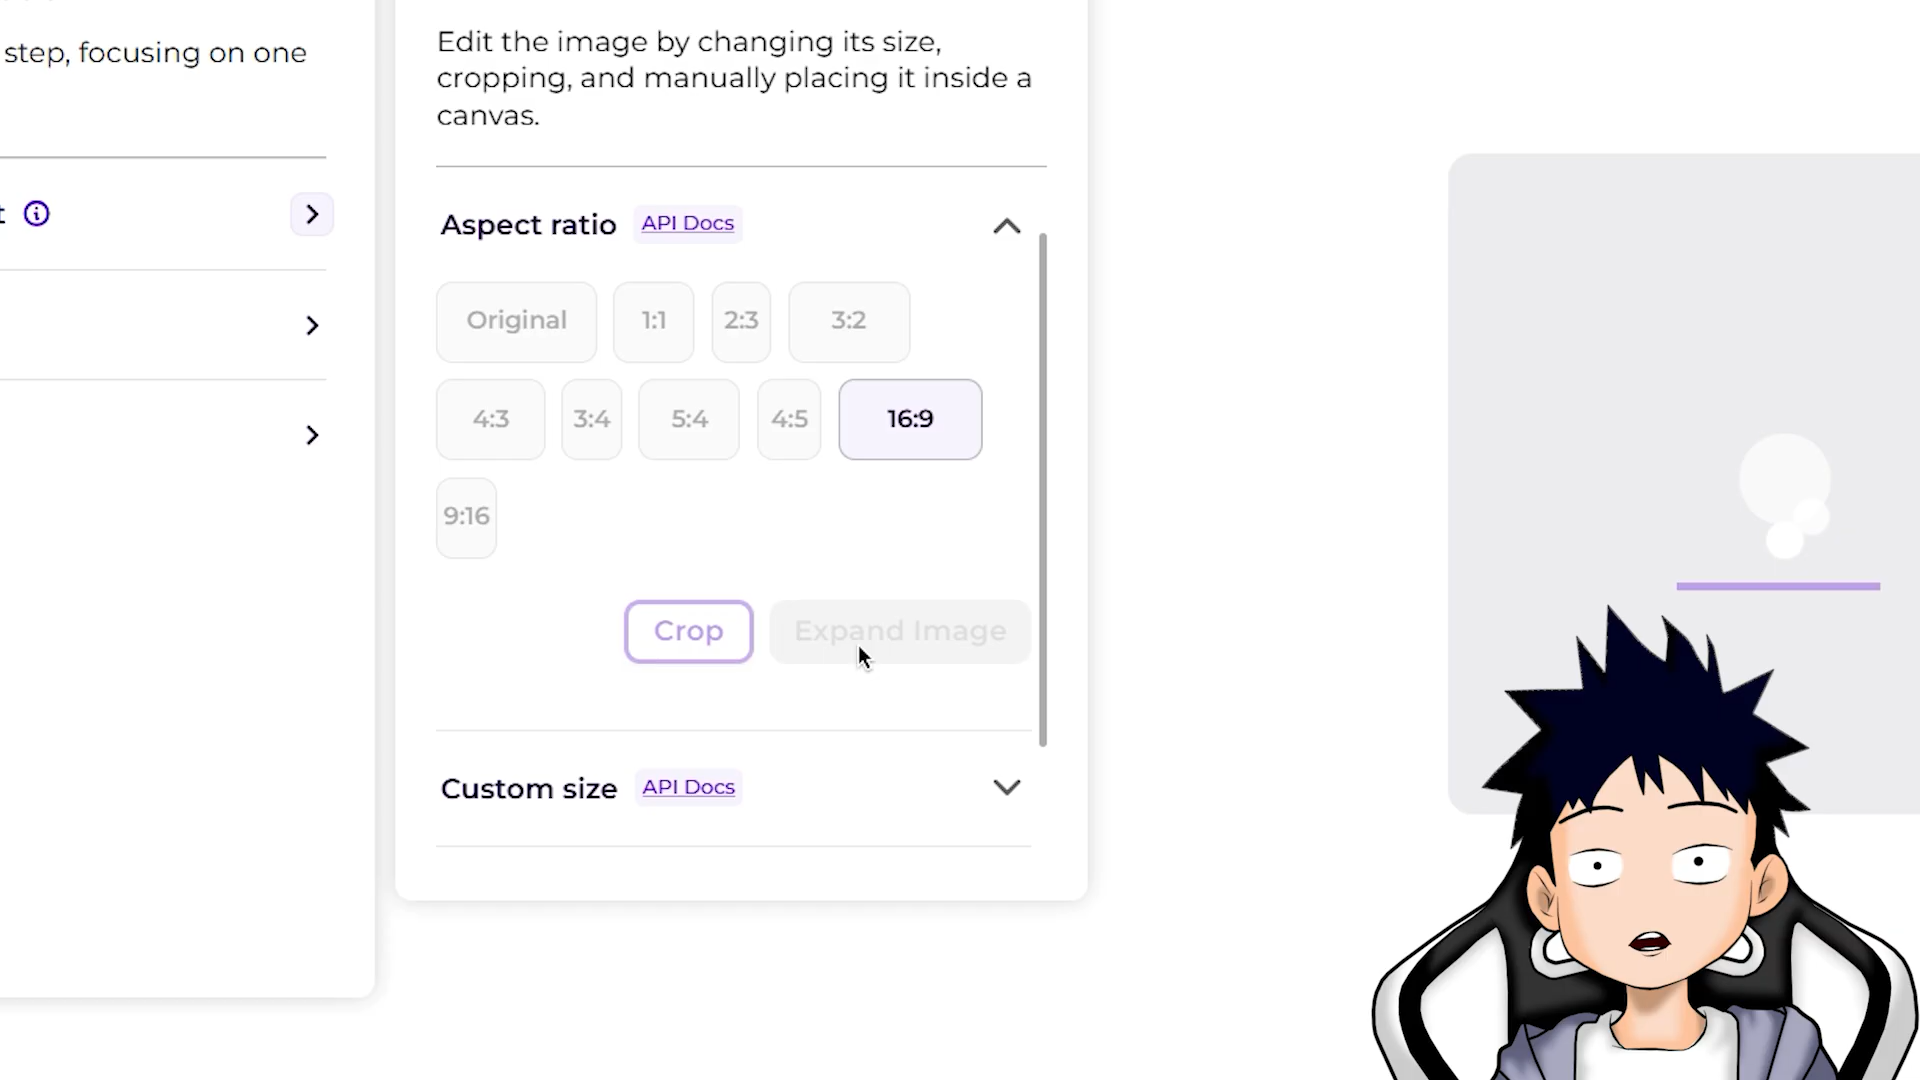 step, focusing on one
Edit the image by changing its size,
cropping, and manually placing it inside a
canvas.
Aspect ratio API Docs
Original 1:1 2:3 3:2
4:3 3:4 5:4 4:5 16:9
9:16
Crop Expand Image
Custom size API Docs